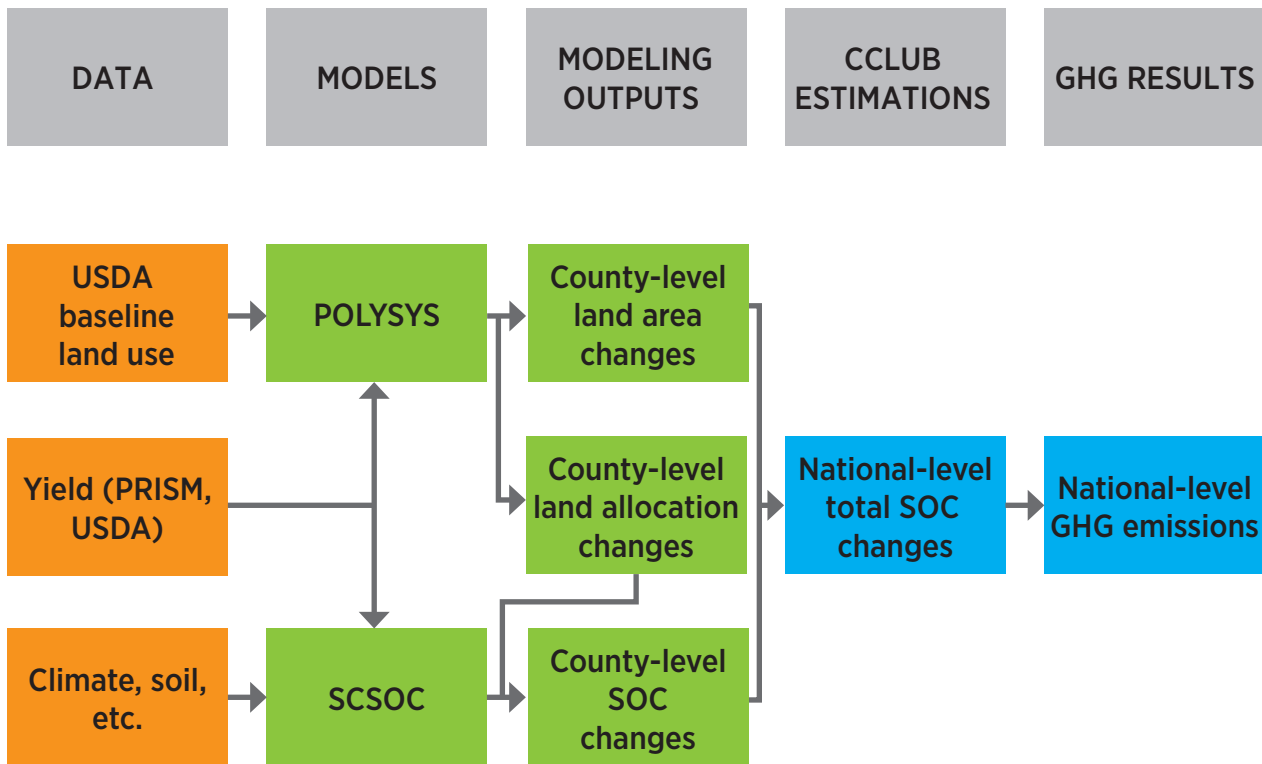 DATA
MODELS
MODELING
OUTPUTS
CCLUB
ESTIMATIONS
GHG RESULTS
USDA
baseline
land use
POLYSYS
County-level
land area
changes
Yield (PRISM,
USDA)
County-level
land allocation
changes
National-level
total SOC
changes
National-level
GHG emissions
Climate, soil,
etc.
SCSOC
County-level
SOC
changes